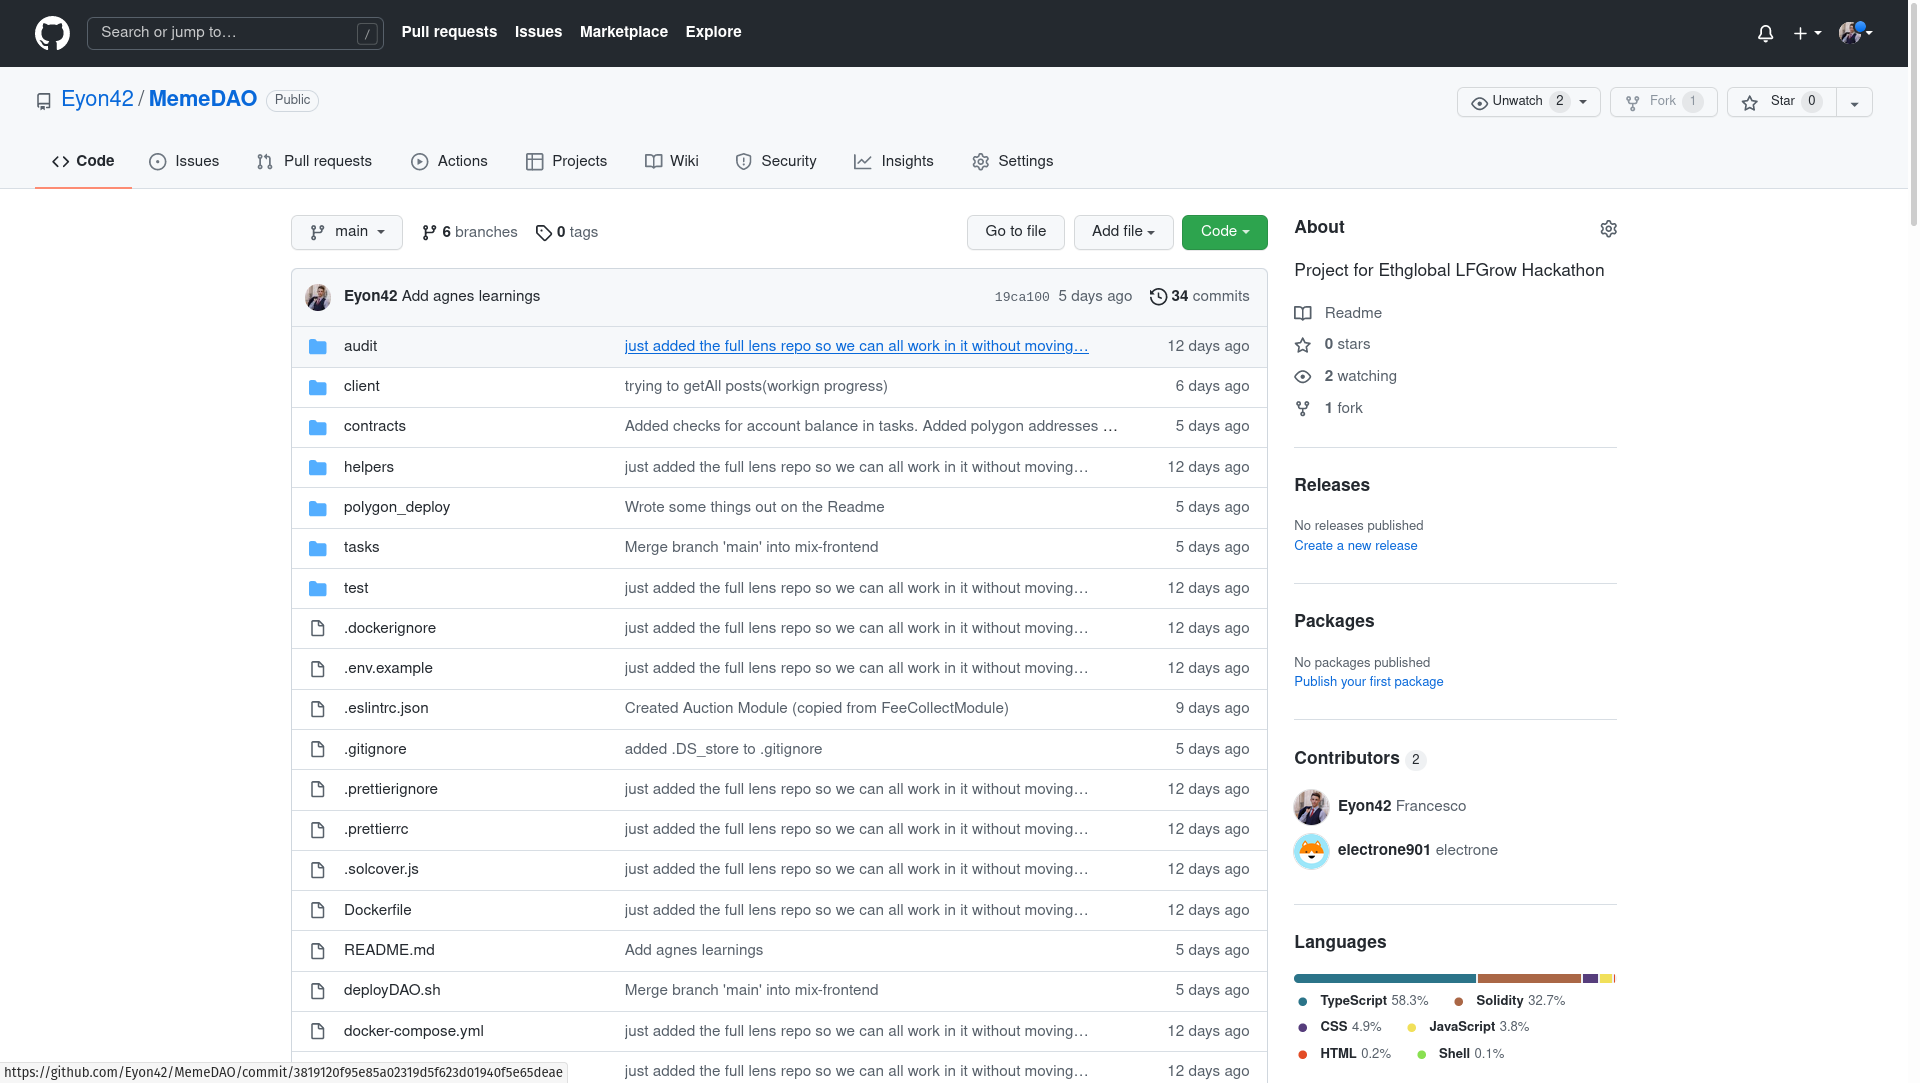 Search or jump to… / Pull requests Issues Marketplace Explore
Eyon42 / MemeDAO Public Unwatch 2 Fork 1 Star 0
Code Issues Pull requests Actions Projects Wiki Security Insights Settings
main 6 branches 0 tags Go to file Add file Code
Eyon42 Add agnes learnings 19ca100 5 days ago 34 commits
audit just added the full lens repo so we can all work in it without moving… 12 days ago
client trying to getAll posts(workign progress) 6 days ago
contracts Added checks for account balance in tasks. Added polygon addresses … 5 days ago
helpers just added the full lens repo so we can all work in it without moving… 12 days ago
polygon_deploy Wrote some things out on the Readme 5 days ago
tasks Merge branch 'main' into mix-frontend 5 days ago
test just added the full lens repo so we can all work in it without moving… 12 days ago
.dockerignore just added the full lens repo so we can all work in it without moving… 12 days ago
.env.example just added the full lens repo so we can all work in it without moving… 12 days ago
.eslintrc.json Created Auction Module (copied from FeeCollectModule) 9 days ago
.gitignore added .DS_store to .gitignore 5 days ago
.prettierignore just added the full lens repo so we can all work in it without moving… 12 days ago
.prettierrc just added the full lens repo so we can all work in it without moving… 12 days ago
.solcover.js just added the full lens repo so we can all work in it without moving… 12 days ago
Dockerfile just added the full lens repo so we can all work in it without moving… 12 days ago
README.md Add agnes learnings 5 days ago
deployDAO.sh Merge branch 'main' into mix-frontend 5 days ago
docker-compose.yml just added the full lens repo so we can all work in it without moving… 12 days ago
just added the full lens repo so we can all work in it without moving… 12 days ago
About
Project for Ethglobal LFGrow Hackathon
Readme
0 stars
2 watching
1 fork
Releases
No releases published
Create a new release
Packages
No packages published
Publish your first package
Contributors 2
Eyon42 Francesco
electrone901 electrone
Languages
TypeScript 58.3% Solidity 32.7%
CSS 4.9% JavaScript 3.8%
HTML 0.2% Shell 0.1%
https://github.com/Eyon42/MemeDAO/commit/3819120f95e85a02319d5f623d01940f5e65deae